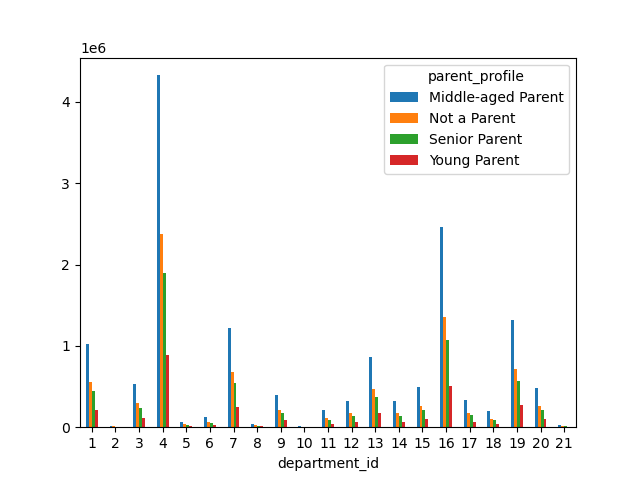 1e6
parent_profile
Middle-aged Parent
Not a Parent
Senior Parent
Young Parent
4
3
2
1
0
1 2 3 4 5 6 7 8 9 10 11 12 13 14 15 16 17 18 19 20 21
department_id